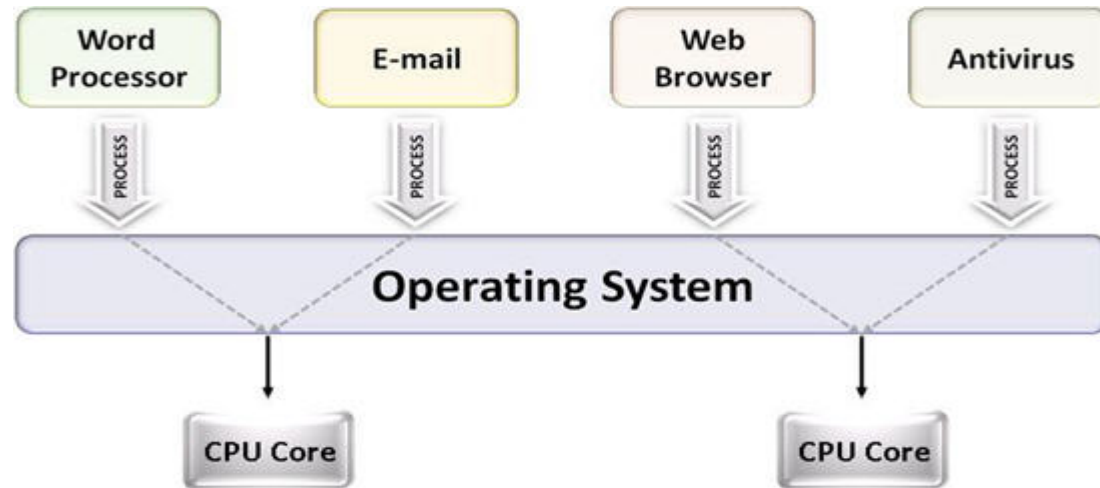 Word
Processor
E-mail
Web
Browser
Antivirus
PROCESS
PROCESS
PROCESS
PROCESS
Operating System
CPU Core
CPU Core